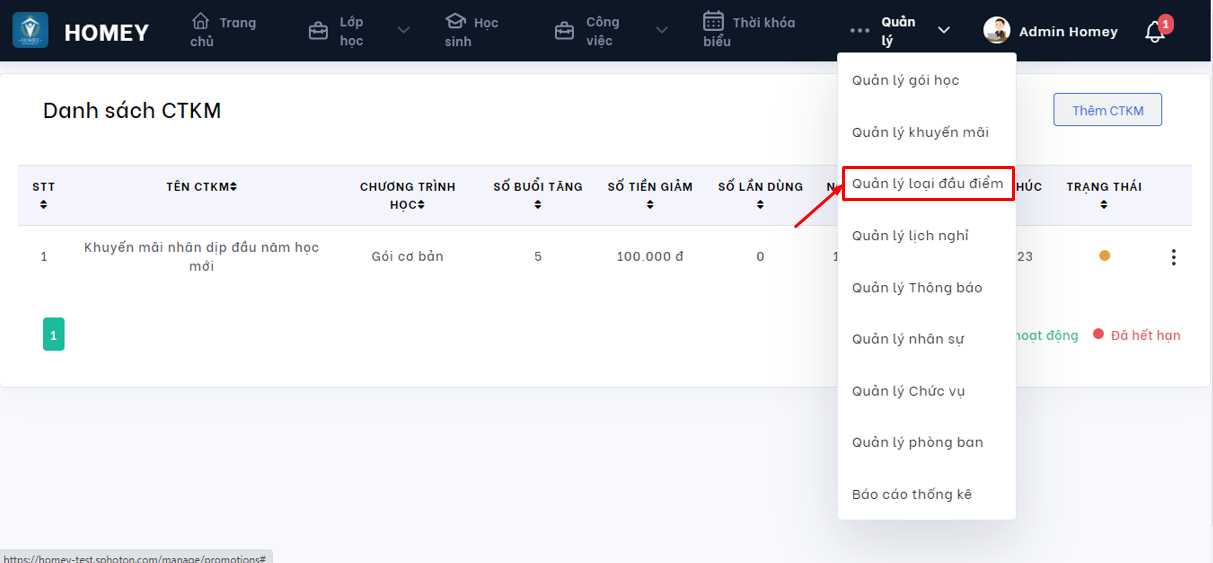 HOMEY
Trang
chủ
Lớp
học
Học
sinh
Công
việc
Thời khóa
biểu
Quản
lý
Admin Homey
1
Danh sách CTKM
Thêm CTKM
Quản lý gói học
Quản lý khuyến mãi
Quản lý loại đầu điểm
Quản lý lịch nghỉ
Quản lý Thông báo
Quản lý nhân sự
Quản lý Chức vụ
Quản lý phòng ban
Báo cáo thống kê
STT
TÊN CTKM
CHƯƠNG TRÌNH
HỌC
SỐ BUỔI TĂNG
SỐ TIỀN GIẢM
SỐ LẦN DÙNG
HÚC
TRẠNG THÁI
1
Khuyến mãi nhân dịp đầu năm học
mới
Gói cơ bản
5
100.000 đ
0
1
23
1
hoạt động
Đã hết hạn
https://homey-test.sphoton.com/manage/promotions#